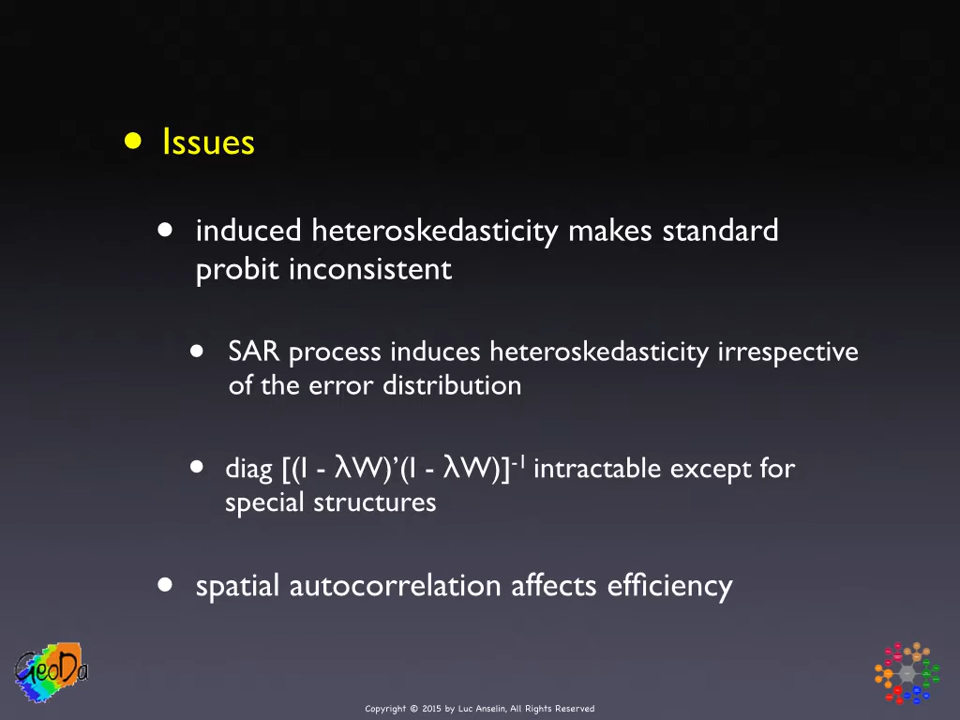 • Issues
• induced heteroskedasticity makes standard
probit inconsistent
• SAR process induces heteroskedasticity irrespective
of the error distribution
• diag [(I - λW)’(I - λW)]⁻¹ intractable except for
special structures
• spatial autocorrelation affects efficiency
GeoDa
Copyright © 2015 by Luc Anselin, All Rights Reserved